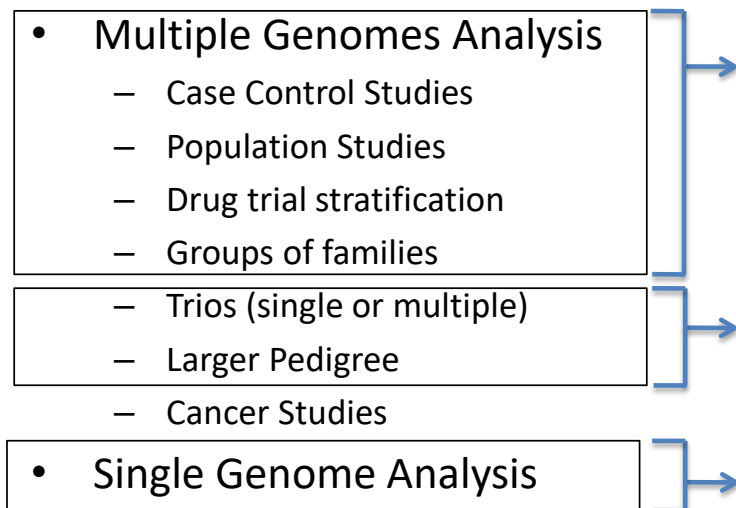 • Multiple Genomes Analysis
– Case Control Studies
– Population Studies
– Drug trial stratification
– Groups of families
– Trios (single or multiple)
– Larger Pedigree
– Cancer Studies
• Single Genome Analysis